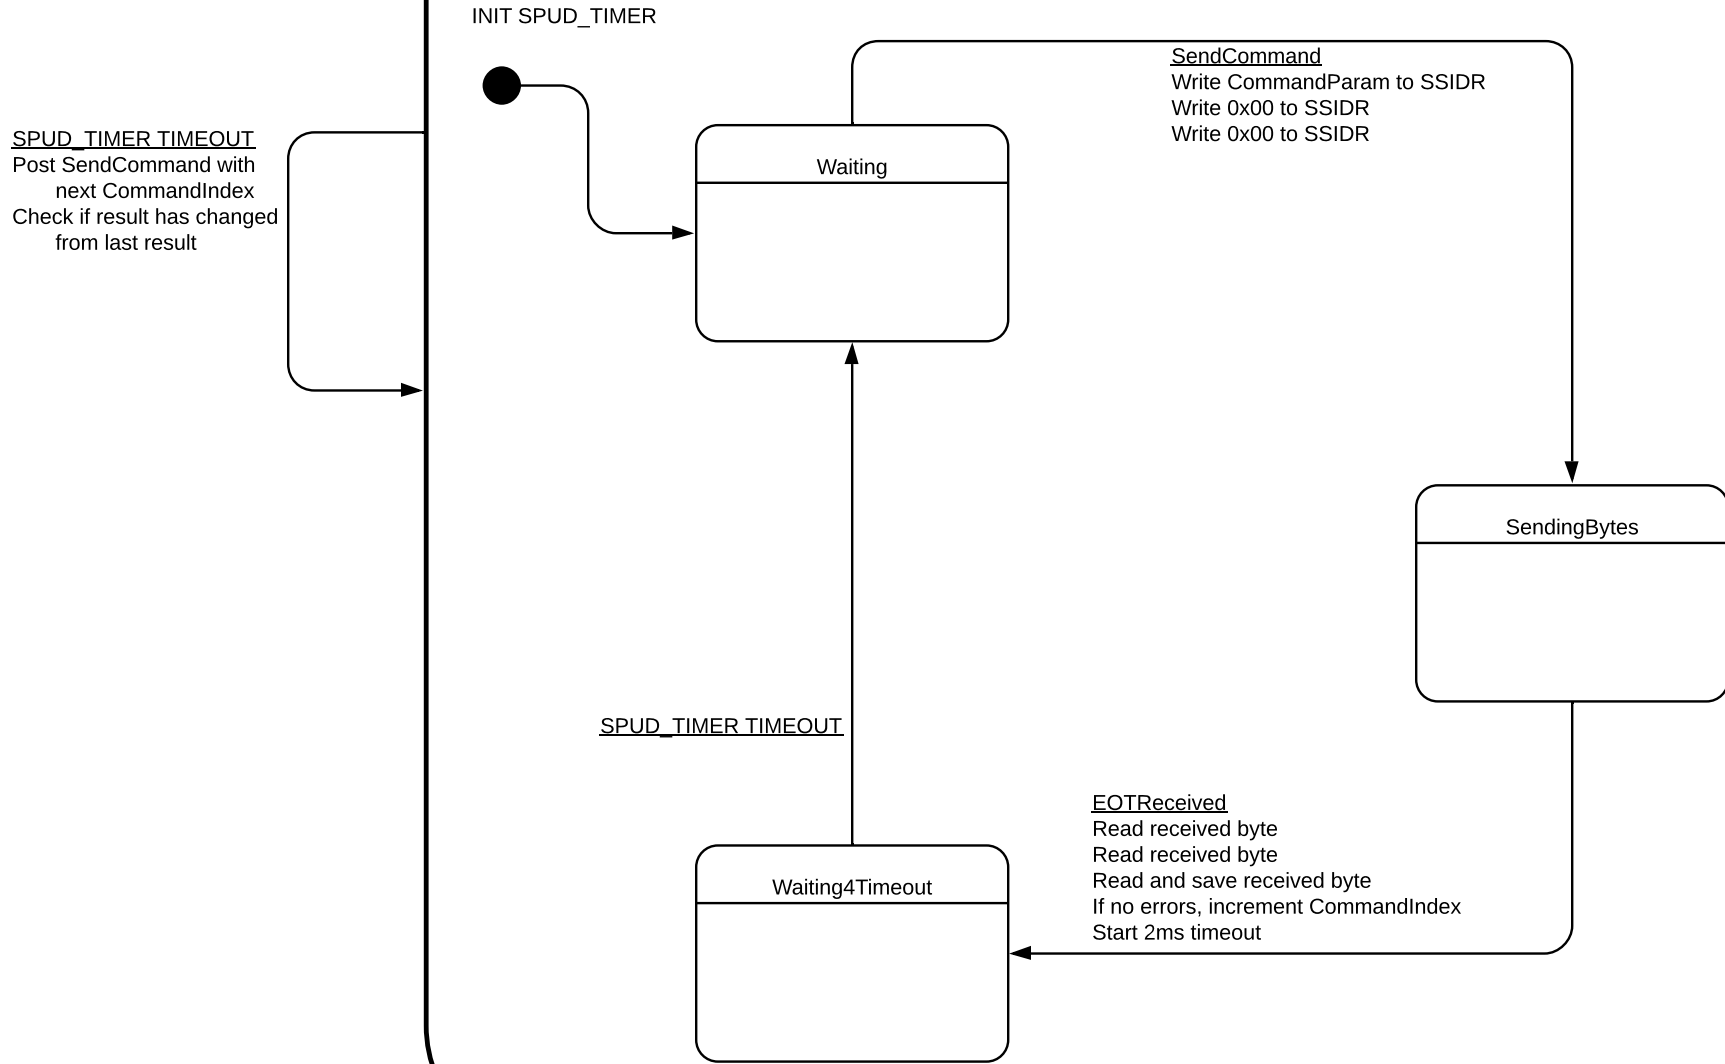 INIT SPUD_TIMER
SendCommand
Write CommandParam to SSIDR
Write 0x00 to SSIDR
Write 0x00 to SSIDR
SPUD_TIMER TIMEOUT
Post SendCommand with
next CommandIndex
Check if result has changed
from last result
Waiting
SendingBytes
SPUD_TIMER TIMEOUT
EOTReceived
Read received byte
Read received byte
Read and save received byte
If no errors, increment CommandIndex
Start 2ms timeout
Waiting4Timeout